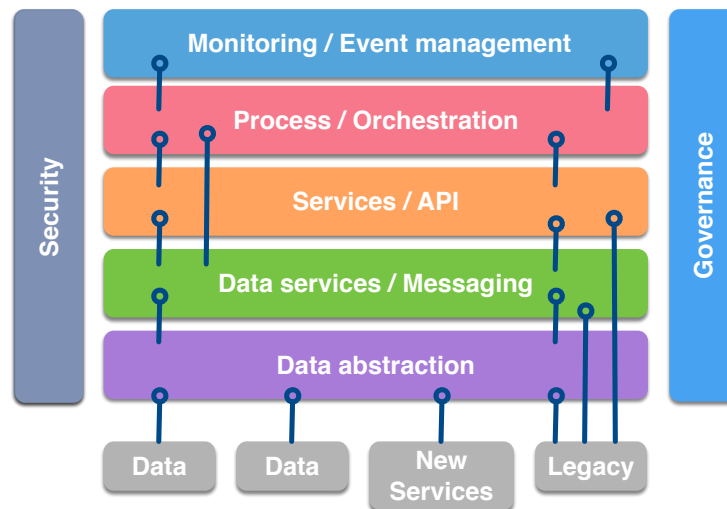 Security
Monitoring / Event management
Process / Orchestration
Services / API
Data services / Messaging
Data abstraction
Governance
Data
Data
New
Services
Legacy